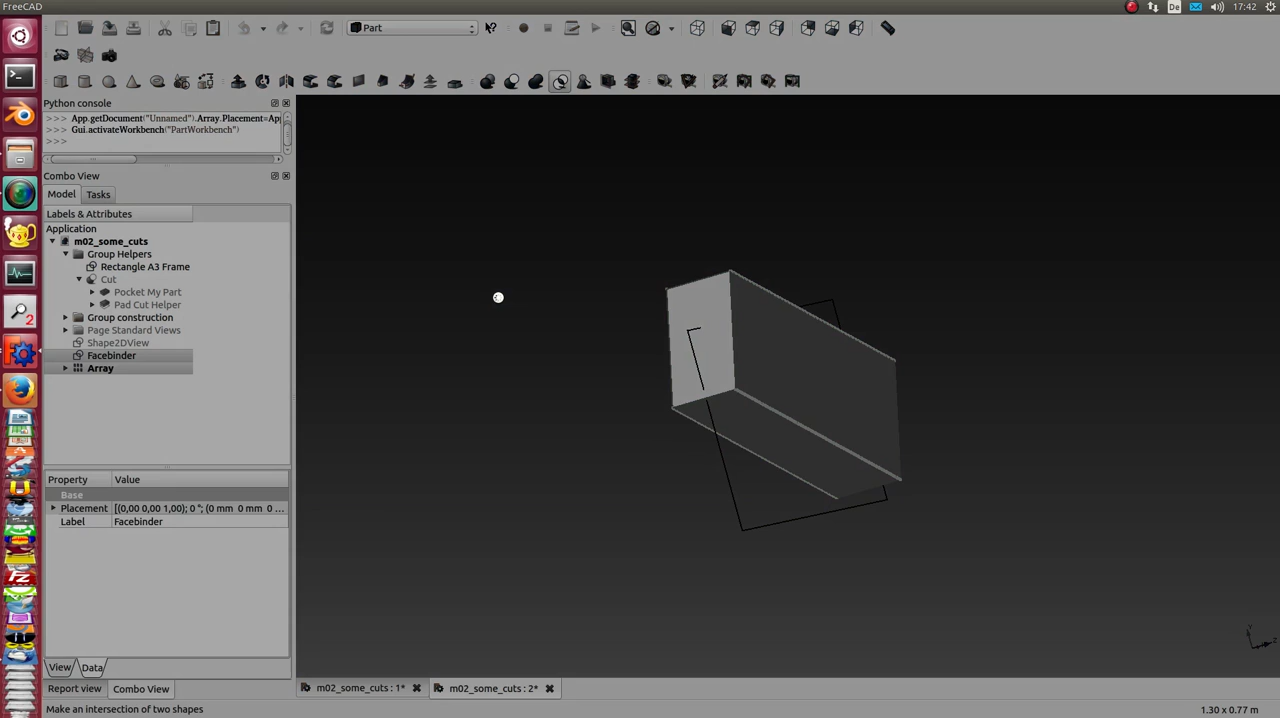 FreeCAD
De
17:42
Part
Python console
>>> App.getDocument("Unnamed").Array.Placement=Ap
>>> Gui.activateWorkbench("PartWorkbench")
>>>
Combo View
Model
Tasks
Labels & Attributes
Application
m02_some_cuts
Group Helpers
Rectangle A3 Frame
Cut
Pocket My Part
Pad Cut Helper
Group construction
Page Standard Views
Shape2DView
Facebinder
Array
Property
Value
Base
Placement
[(0,00 0,00 1,00); 0 °; (0 mm 0 mm 0 ...
Label
Facebinder
View
Data
Report view
Combo View
m02_some_cuts : 1*
m02_some_cuts : 2*
Make an intersection of two shapes
1.30 x 0.77 m
2
Y
Z